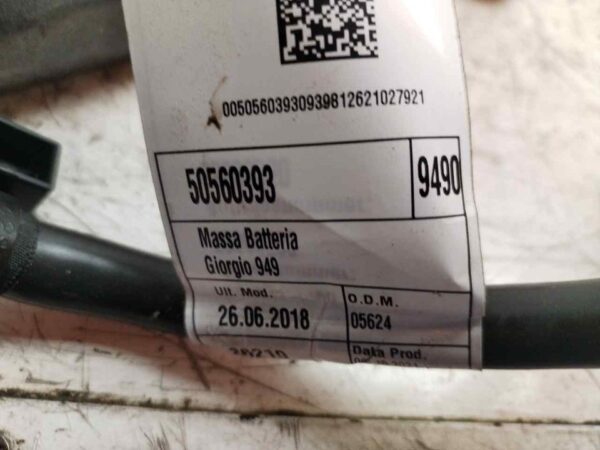 00505603930939812621027921
50560393
9490
Massa Batteria
Giorgio 949
Ult. Mod.
O.D.M.
26.06.2018
05624
Data Prod.